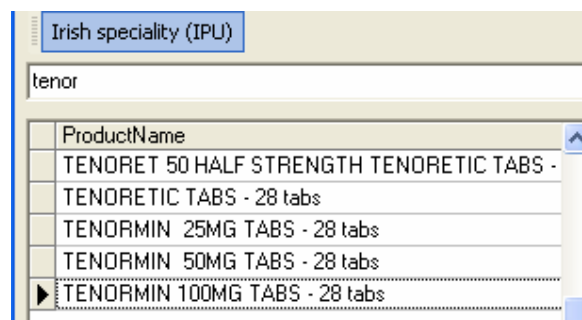 Irish speciality (IPU)
tenor
ProductName
TENORET 50 HALF STRENGTH TENORETIC TABS -
TENORETIC TABS - 28 tabs
TENORMIN  25MG TABS - 28 tabs
TENORMIN  50MG TABS - 28 tabs
TENORMIN 100MG TABS - 28 tabs